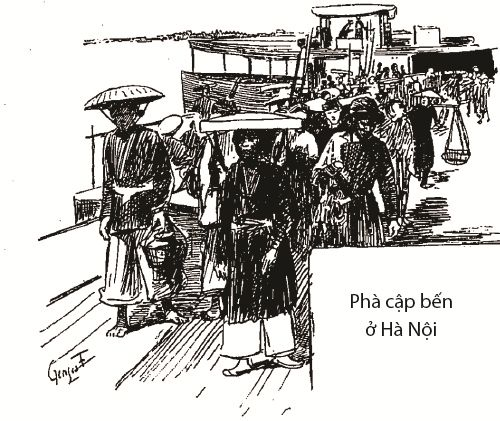 Phà cập bến
ở Hà Nội